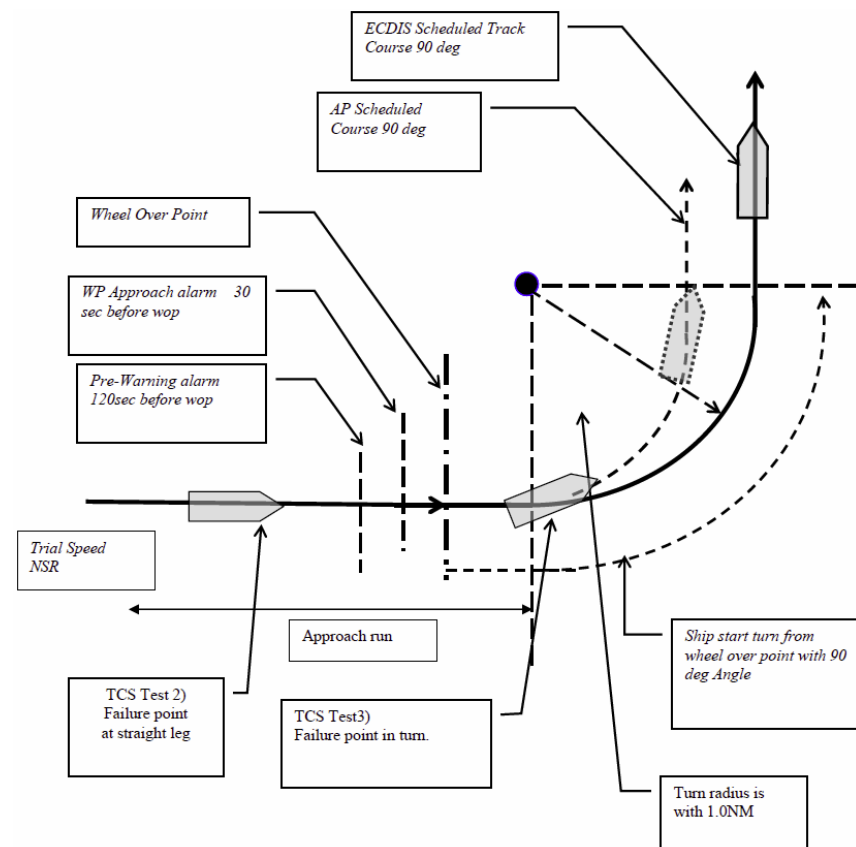 ECDIS Scheduled Track
Course 90 deg
AP Scheduled
Course 90 deg
Wheel Over Point
WP Approach alarm 30
sec before wop
Pre-Warning alarm
120sec before wop
Trial Speed
NSR
Approach run
Ship start turn from
wheel over point with 90
deg Angle
TCS Test 2)
Failure point
at straight leg
TCS Test3)
Failure point in turn.
Turn radius is
with 1.0NM